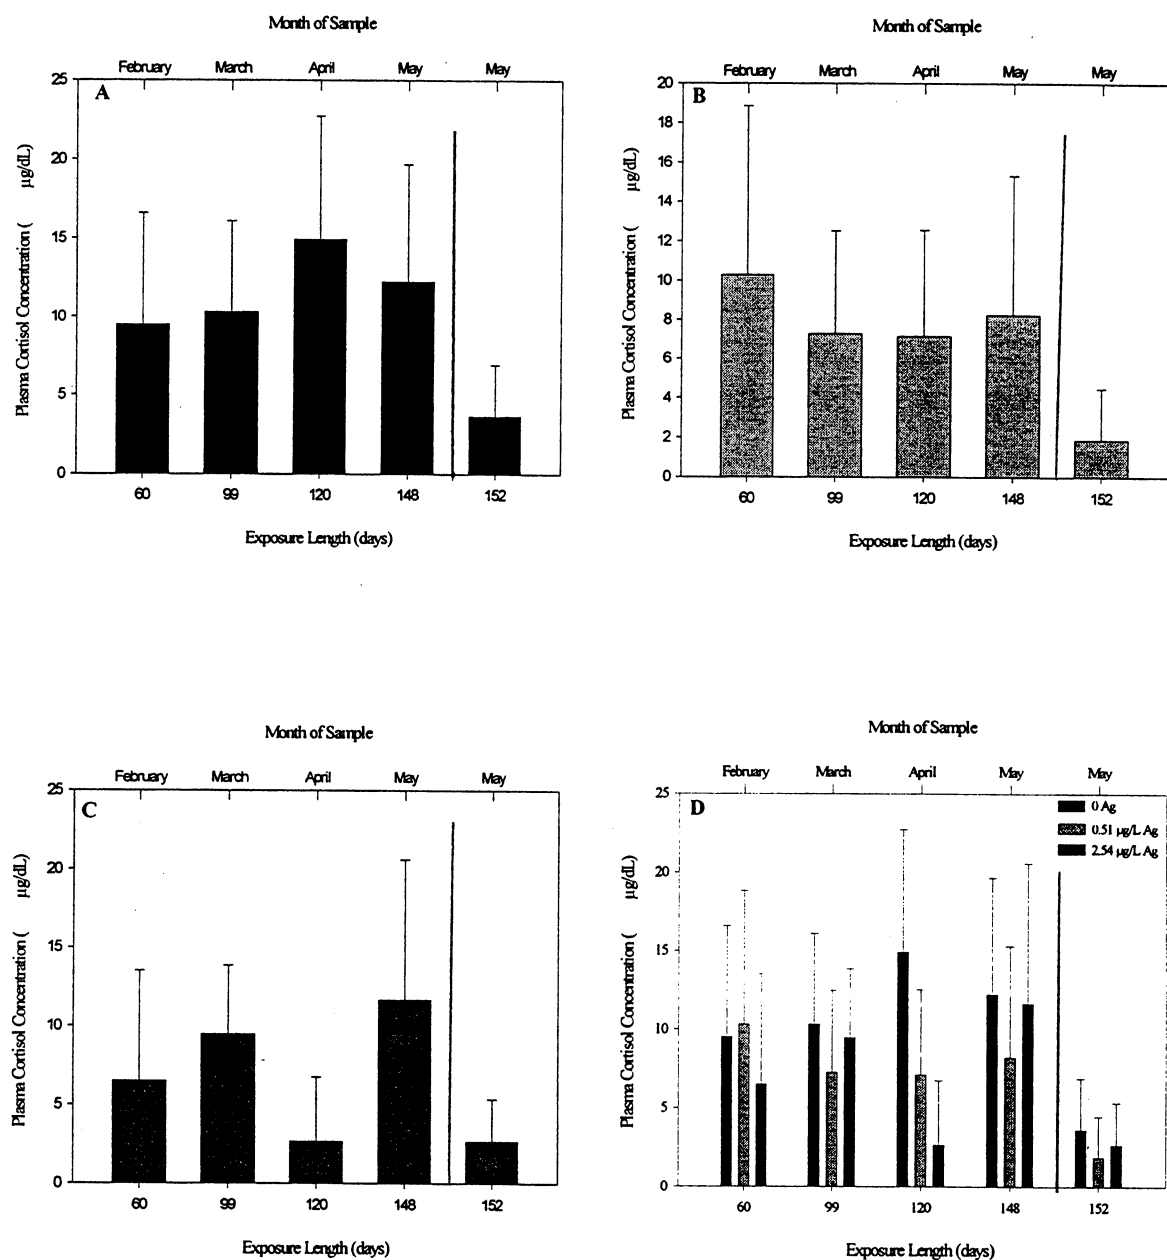 Month of Sample
February March April May May
A
25
20
15
10
5
0
Plasma Cortisol Concentration ( µg/dL)
60 99 120 148 152
Exposure Length (days)
Month of Sample
February March April May May
B
20
18
16
14
12
10
8
6
4
2
0
Plasma Cortisol Concentration ( µg/dL)
60 99 120 148 152
Exposure Length (days)
Month of Sample
February March April May May
C
25
20
15
10
5
0
Plasma Cortisol Concentration ( µg/dL)
60 99 120 148 152
Exposure Length (days)
Month of Sample
February March April May May
D
0 Ag
0.51 µg/L Ag
2.54 µg/L Ag
25
20
15
10
5
0
Plasma Cortisol Concentration ( µg/dL)
60 99 120 148 152
Exposure Length (days)